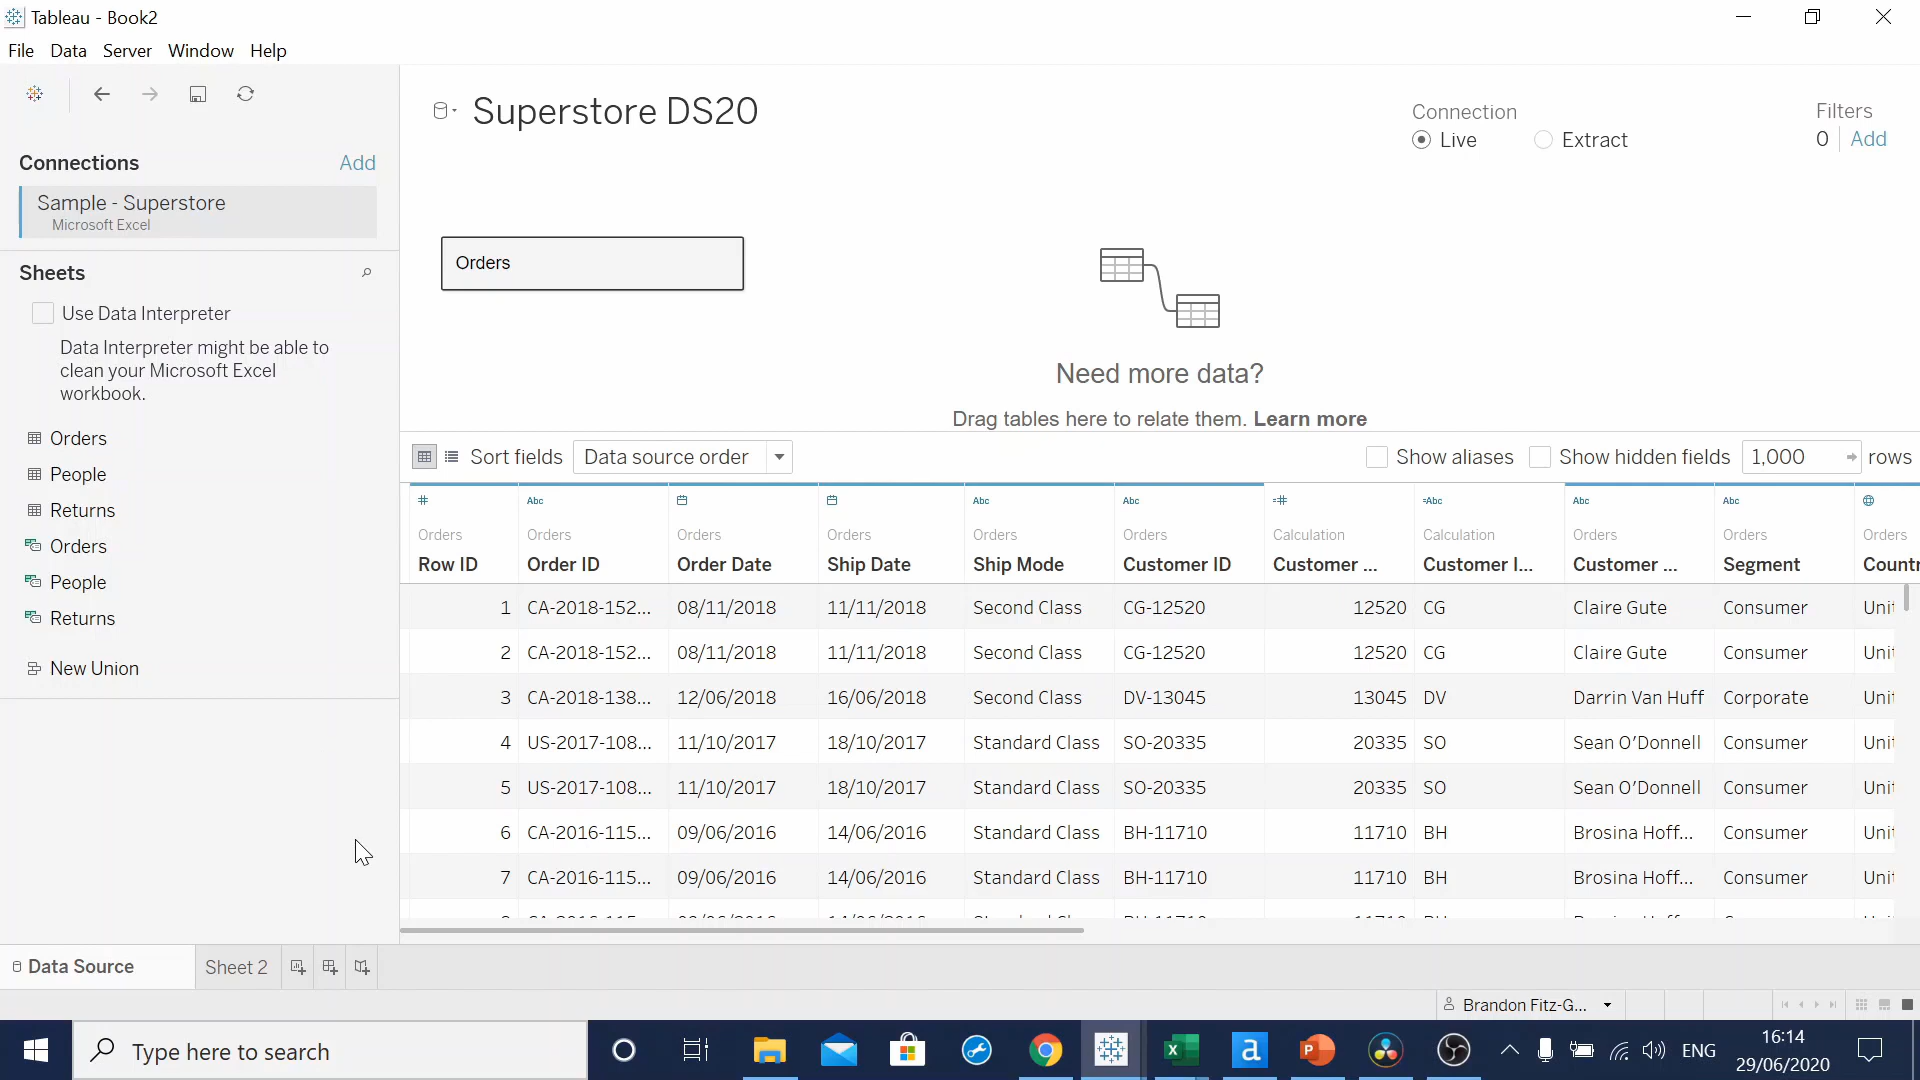 Tableau - Book2
File Data Server Window Help
Connections Add
Sample - Superstore
Microsoft Excel
Sheets
Use Data Interpreter
Data Interpreter might be able to
clean your Microsoft Excel
workbook.
Orders
People
Returns
Orders
People
Returns
New Union
Superstore DS20
Connection
Live Extract
Filters
0 Add
Orders
Need more data?
Drag tables here to relate them. Learn more
Sort fields Data source order Show aliases Show hidden fields 1,000 rows
# Abc Abc Abc =# =Abc Abc Abc
Orders Orders Orders Orders Orders Orders Calculation Calculation Orders Orders Orders
Row ID Order ID Order Date Ship Date Ship Mode Customer ID Customer ... Customer I... Customer ... Segment Countr
1 CA-2018-152... 08/11/2018 11/11/2018 Second Class CG-12520 12520 CG Claire Gute Consumer Unit
2 CA-2018-152... 08/11/2018 11/11/2018 Second Class CG-12520 12520 CG Claire Gute Consumer Unit
3 CA-2018-138... 12/06/2018 16/06/2018 Second Class DV-13045 13045 DV Darrin Van Huff Corporate Unit
4 US-2017-108... 11/10/2017 18/10/2017 Standard Class SO-20335 20335 SO Sean O'Donnell Consumer Unit
5 US-2017-108... 11/10/2017 18/10/2017 Standard Class SO-20335 20335 SO Sean O'Donnell Consumer Unit
6 CA-2016-115... 09/06/2016 14/06/2016 Standard Class BH-11710 11710 BH Brosina Hoff... Consumer Unit
7 CA-2016-115... 09/06/2016 14/06/2016 Standard Class BH-11710 11710 BH Brosina Hoff... Consumer Unit
Data Source Sheet 2
Brandon Fitz-G...
Type here to search
ENG
16:14
29/06/2020